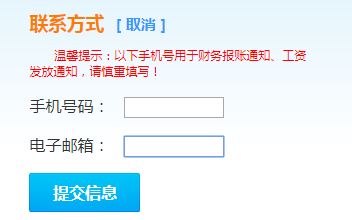 联系方式 [ 取消 ]
温馨提示：以下手机号用于财务报账通知、工资
发放通知，请慎重填写！
手机号码：
电子邮箱：
提交信息